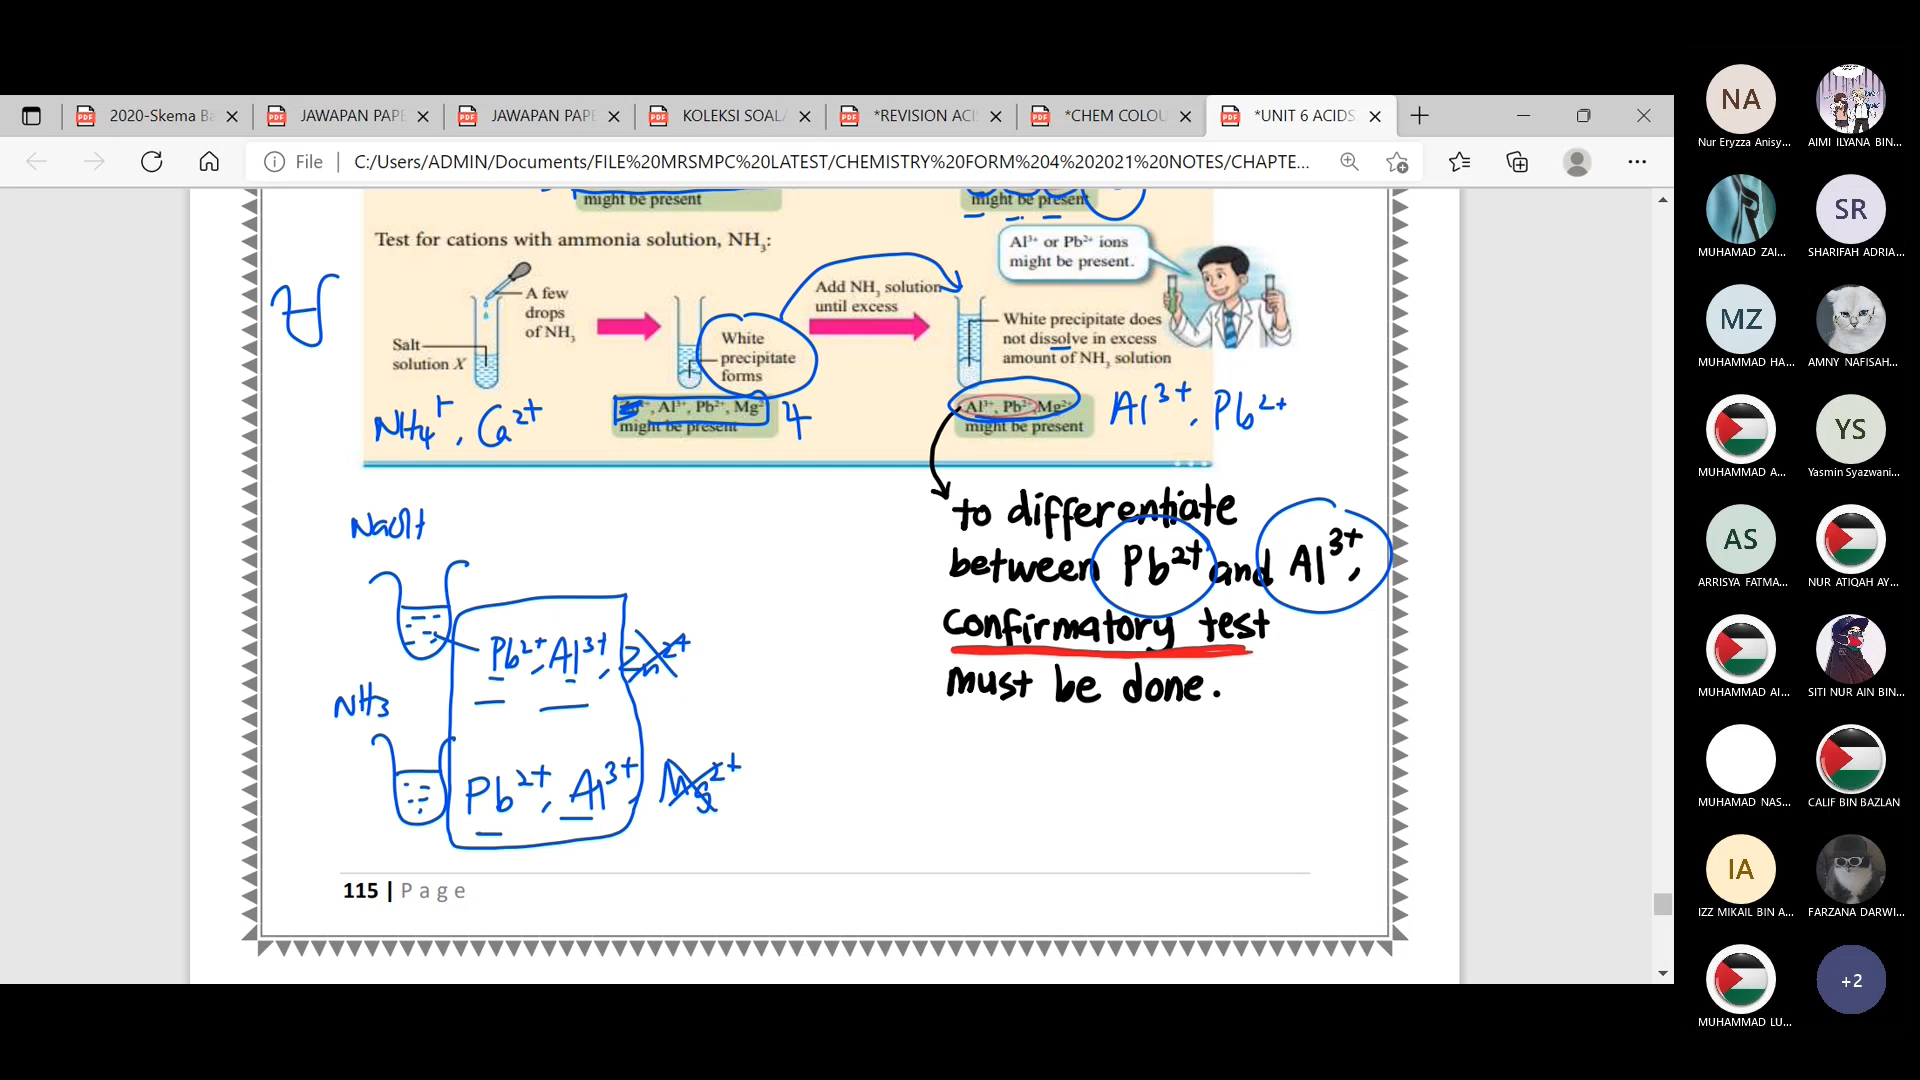 2020-Skema Ba
JAWAPAN PAPE
JAWAPAN PAPE
KOLEKSI SOALA
*REVISION ACI
*CHEM COLOU
*UNIT 6 ACIDS
File
C:/Users/ADMIN/Documents/FILE%20MRSMPC%20LATEST/CHEMISTRY%20FORM%204%202021%20NOTES/CHAPTE...
might be present
might be present
Test for cations with ammonia solution, NH₃:
Al³⁺ or Pb²⁺ ions
might be present.
A few
drops
of NH₃
Salt
solution X
White
precipitate
forms
Add NH₃ solution
until excess
White precipitate does
not dissolve in excess
amount of NH₃ solution
, Al³⁺, Pb²⁺, Mg²⁺
might be present
4
Al³⁺, Pb²⁺ Mg²⁺
might be present
NH₄⁺, Ca²⁺
Al³⁺, Pb²⁺
to differentiate
between Pb²⁺ and Al³⁺,
confirmatory test
must be done.
NaOH
Pb²⁺, Al³⁺, Zn²⁺
NH₃
Pb²⁺, Al³⁺, Mg²⁺
115 | Page
NA
Nur Eryzza Anisy...
AIMI ILYANA BIN...
MUHAMAD ZAI...
SR
SHARIFAH ADRIA...
MZ
MUHAMMAD HA...
AMNY NAFISAH...
MUHAMMAD A...
YS
Yasmin Syazwani...
AS
ARRISYA FATMA...
NUR ATIQAH AY...
MUHAMMAD AI...
SITI NUR AIN BIN...
MUHAMAD NAS...
CALIF BIN BAZLAN
IA
IZZ MIKAIL BIN A...
FARZANA DARWI...
MUHAMMAD LU...
+2